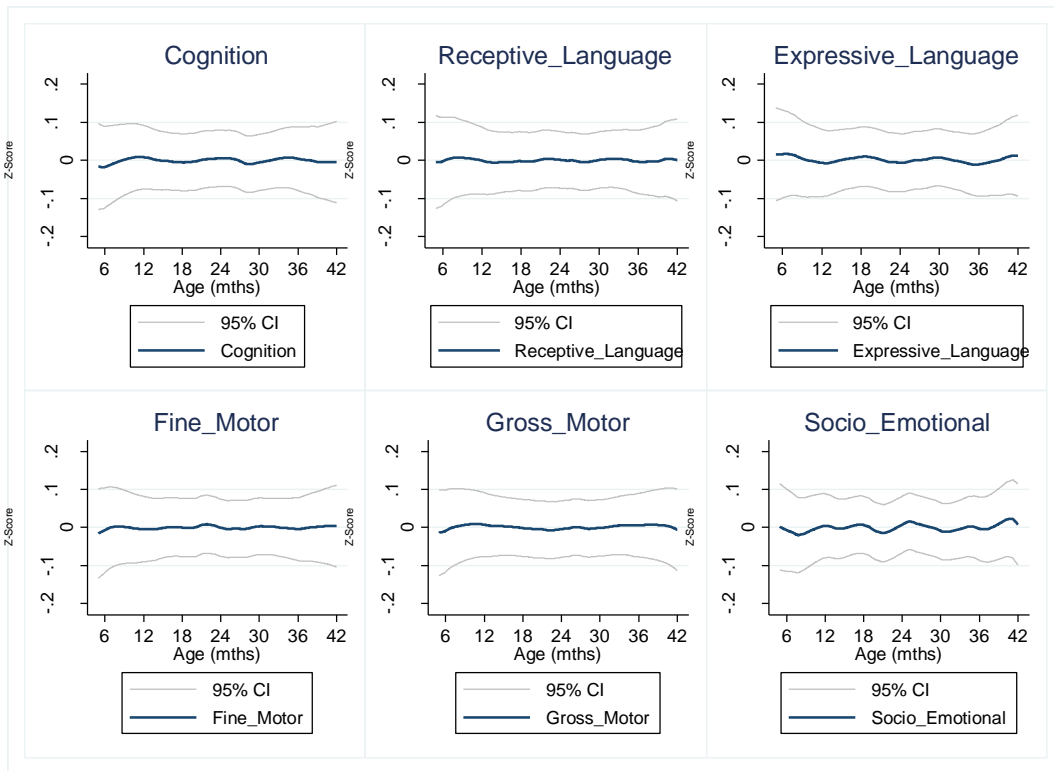 Cognition
Z-Score
.2
.1
0
-.1
-.2
6 12 18 24 30 36 42
Age (mths)
95% CI
Cognition
Receptive_Language
Z-Score
.2
.1
0
-.1
-.2
6 12 18 24 30 36 42
Age (mths)
95% CI
Receptive_Language
Expressive_Language
Z-Score
.2
.1
0
-.1
-.2
6 12 18 24 30 36 42
Age (mths)
95% CI
Expressive_Language
Fine_Motor
Z-Score
.2
.1
0
-.1
-.2
6 12 18 24 30 36 42
Age (mths)
95% CI
Fine_Motor
Gross_Motor
Z-Score
.2
.1
0
-.1
-.2
6 12 18 24 30 36 42
Age (mths)
95% CI
Gross_Motor
Socio_Emotional
Z-Score
.2
.1
0
-.1
-.2
6 12 18 24 30 36 42
Age (mths)
95% CI
Socio_Emotional